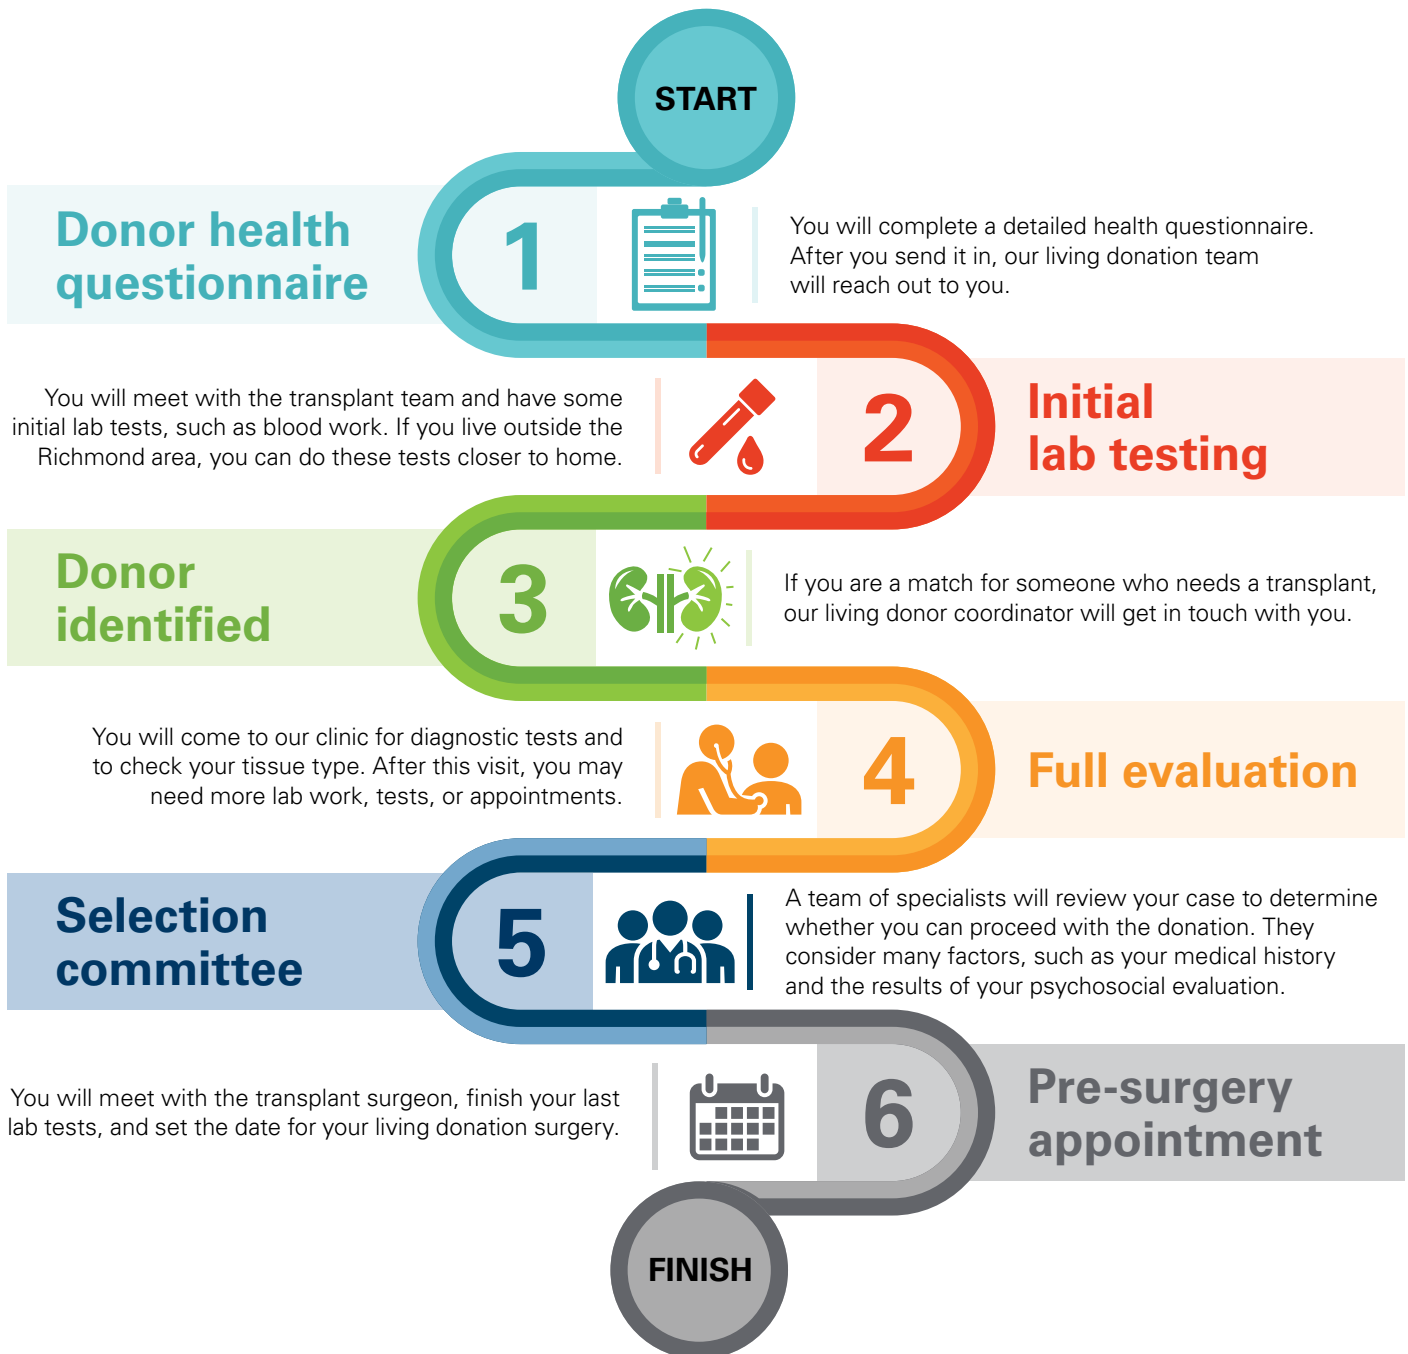 START
Donor health
questionnaire
1
You will complete a detailed health questionnaire.
After you send it in, our living donation team
will reach out to you.
You will meet with the transplant team and have some
initial lab tests, such as blood work. If you live outside the
Richmond area, you can do these tests closer to home.
2
Initial
lab testing
Donor
identified
3
If you are a match for someone who needs a transplant,
our living donor coordinator will get in touch with you.
You will come to our clinic for diagnostic tests and
to check your tissue type. After this visit, you may
need more lab work, tests, or appointments.
4
Full evaluation
Selection
committee
5
A team of specialists will review your case to determine
whether you can proceed with the donation. They
consider many factors, such as your medical history
and the results of your psychosocial evaluation.
You will meet with the transplant surgeon, finish your last
lab tests, and set the date for your living donation surgery.
6
Pre-surgery
appointment
FINISH